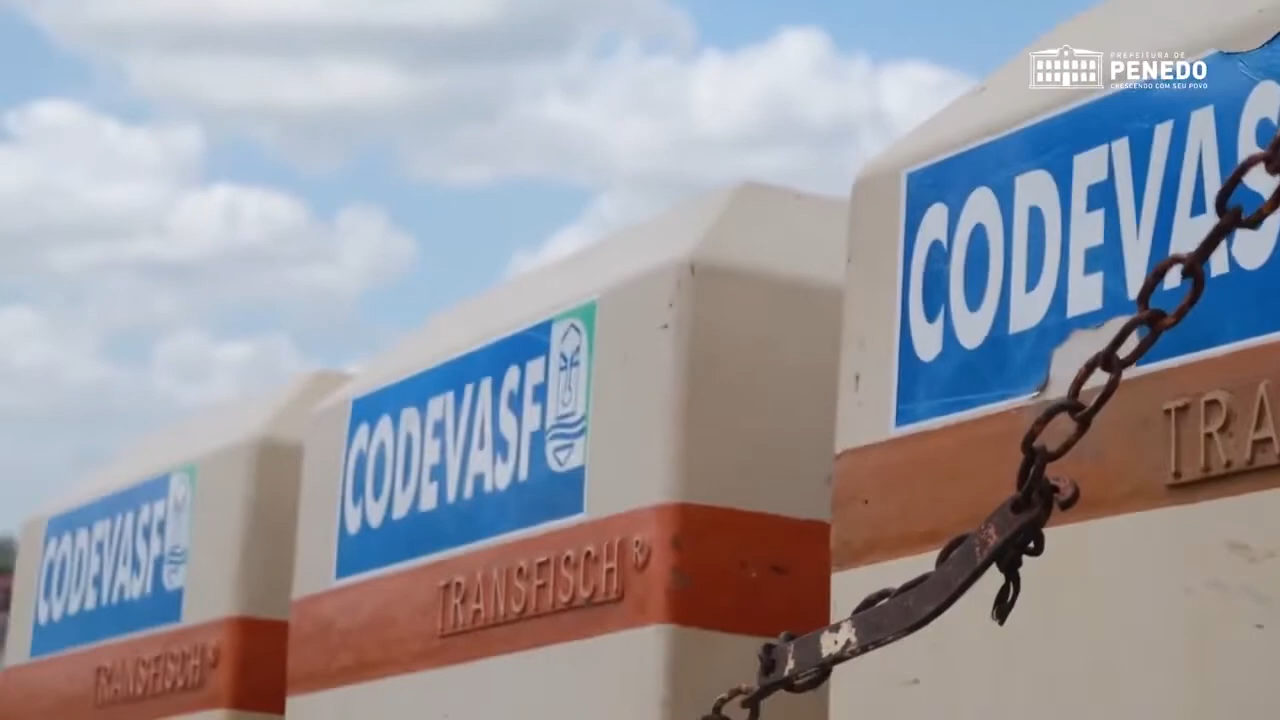 PREFEITURA DE
PENEDO
CRESCENDO COM SEU POVO
CODEVASF
TRANSFISCH®
CODEVASF
TRANSFISCH®
CODEVAS
TRA